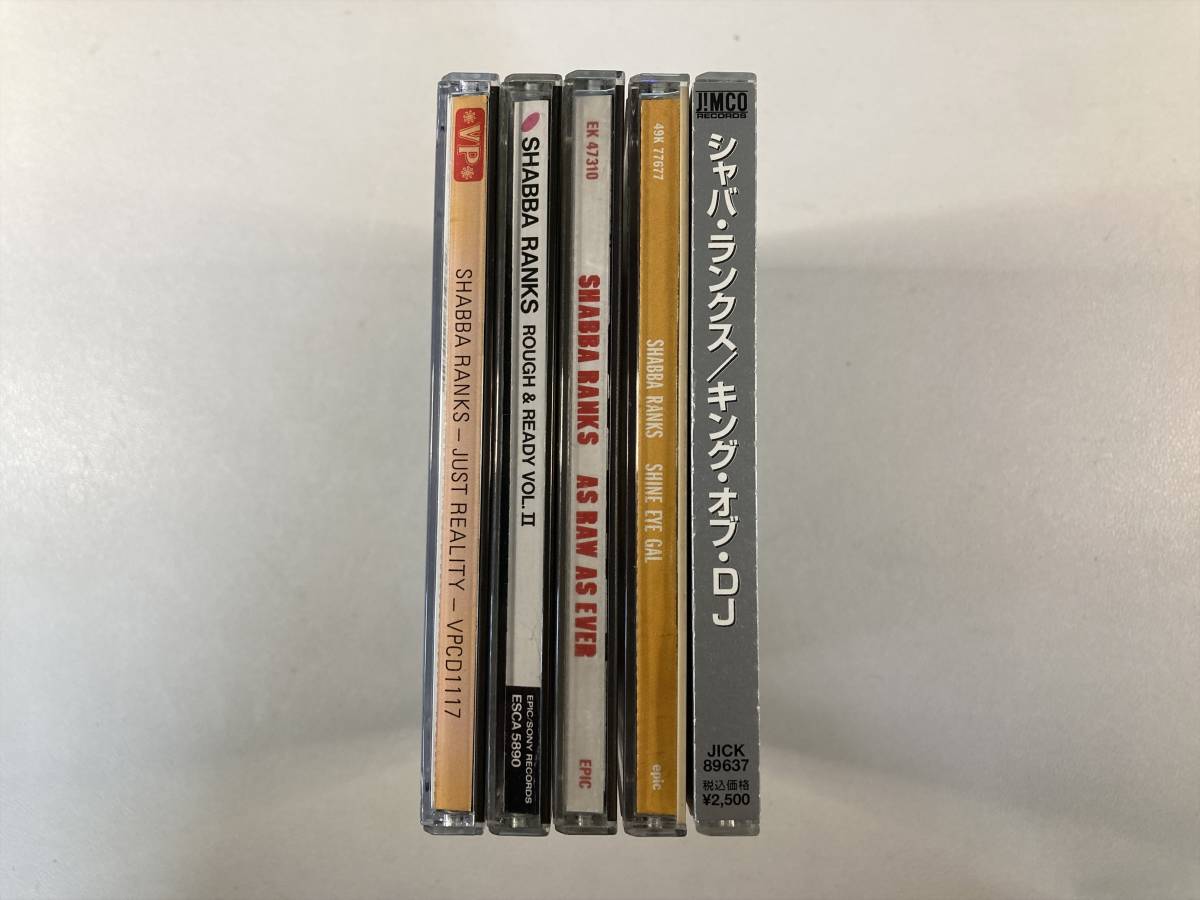 VP
SHABBA RANKS – JUST REALITY – VPCD1117
SHABBA RANKS ROUGH & READY VOL. II
EPIC/SONY RECORDS
ESCA 5890
EK 47310
SHABBA RANKS AS RAW AS EVER
EPIC
49K 77677
SHABBA RANKS SHINE EYE GAL
epic
J!MCO
RECORDS
シャバ・ランクス/キング・オブ・DJ
JICK
89637
税込価格
¥2,500